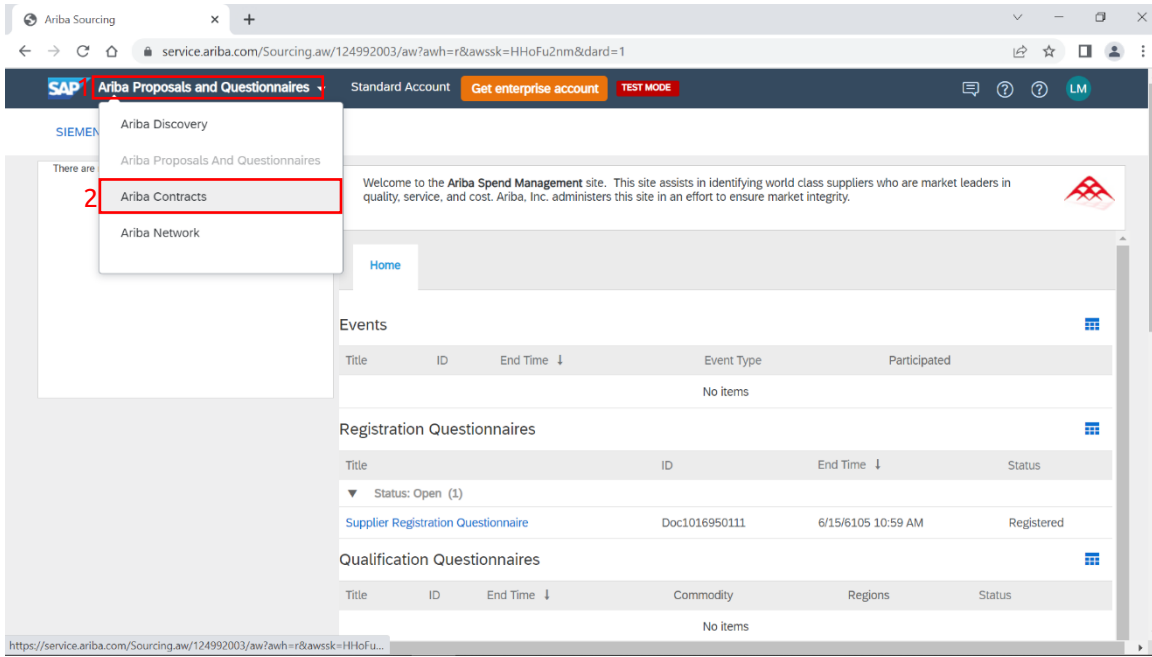 Ariba Sourcing
service.ariba.com/Sourcing.aw/124992003/aw?awh=r&awssk=HHoFu2nm&dard=1
SAP 1 Ariba Proposals and Questionnaires Standard Account Get enterprise account TEST MODE LM
SIEMEN
Ariba Discovery
Ariba Proposals And Questionnaires
2 Ariba Contracts
Ariba Network
There are
Welcome to the Ariba Spend Management site. This site assists in identifying world class suppliers who are market leaders in
quality, service, and cost. Ariba, Inc. administers this site in an effort to ensure market integrity.
Home
Events
Title ID End Time ↓ Event Type Participated
No items
Registration Questionnaires
Title ID End Time ↓ Status
▼ Status: Open (1)
Supplier Registration Questionnaire Doc1016950111 6/15/6105 10:59 AM Registered
Qualification Questionnaires
Title ID End Time ↓ Commodity Regions Status
No items
https://service.ariba.com/Sourcing.aw/124992003/aw?awh=r&awssk=HHoFu...